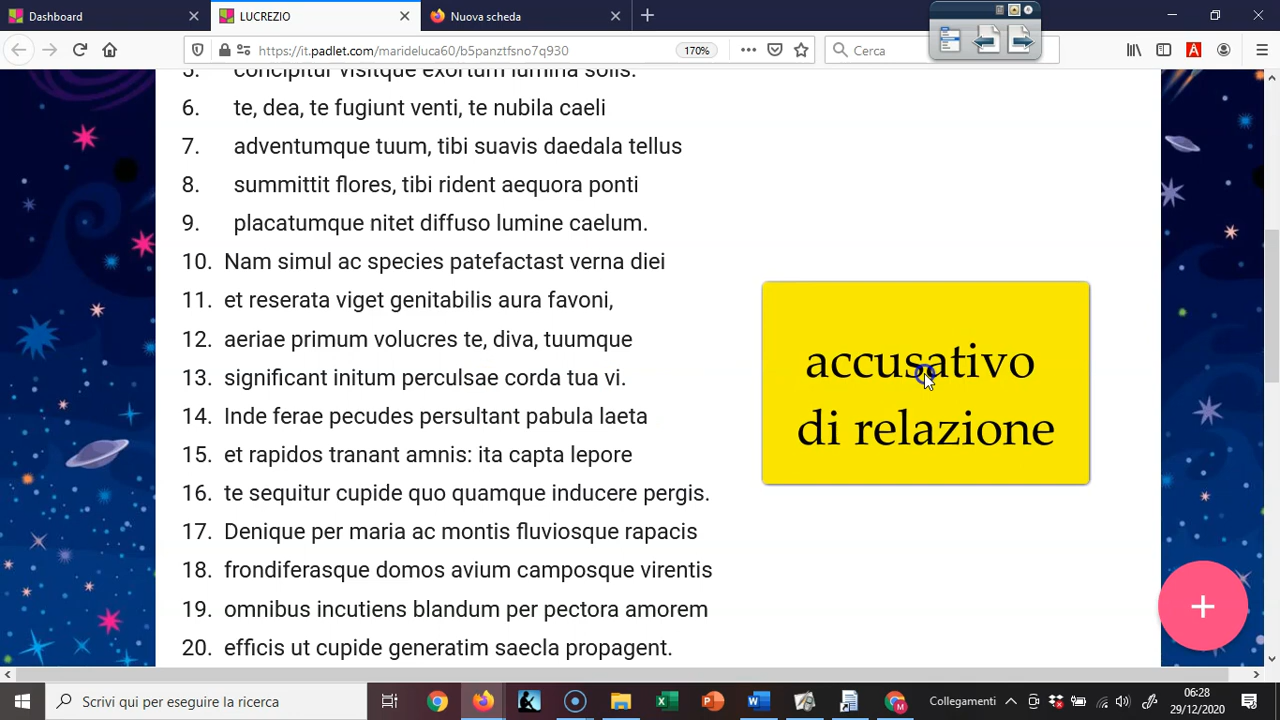 Dashboard
LUCREZIO
Nuova scheda
https://it.padlet.com/marideluca60/b5panztfsno7q930
170%
Cerca
5. concipitur visitque exortum lumina solis.
6. te, dea, te fugiunt venti, te nubila caeli
7. adventumque tuum, tibi suavis daedala tellus
8. summittit flores, tibi rident aequora ponti
9. placatumque nitet diffuso lumine caelum.
10. Nam simul ac species patefactast verna diei
11. et reserata viget genitabilis aura favoni,
12. aeriae primum volucres te, diva, tuumque
13. significant initum perculsae corda tua vi.
14. Inde ferae pecudes persultant pabula laeta
15. et rapidos tranant amnis: ita capta lepore
16. te sequitur cupide quo quamque inducere pergis.
17. Denique per maria ac montis fluviosque rapacis
18. frondiferasque domos avium camposque virentis
19. omnibus incutiens blandum per pectora amorem
20. efficis ut cupide generatim saecla propagent.
accusativo
di relazione
Scrivi qui per eseguire la ricerca
Collegamenti
06:28
29/12/2020